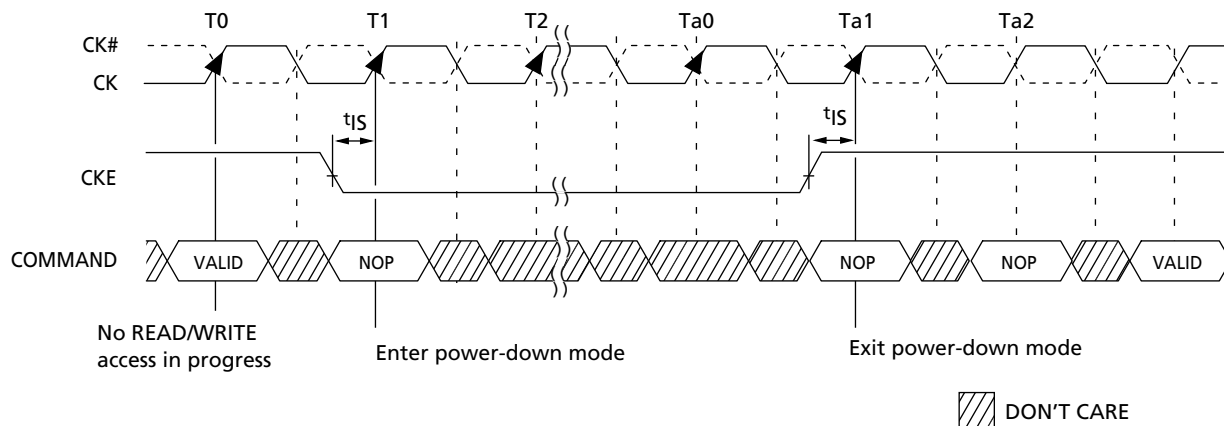 T0 T1 T2 Ta0 Ta1 Ta2
CK#
CK
tIS tIS
CKE
COMMAND VALID NOP NOP NOP VALID
No READ/WRITE
access in progress
Enter power-down mode
Exit power-down mode
DON'T CARE